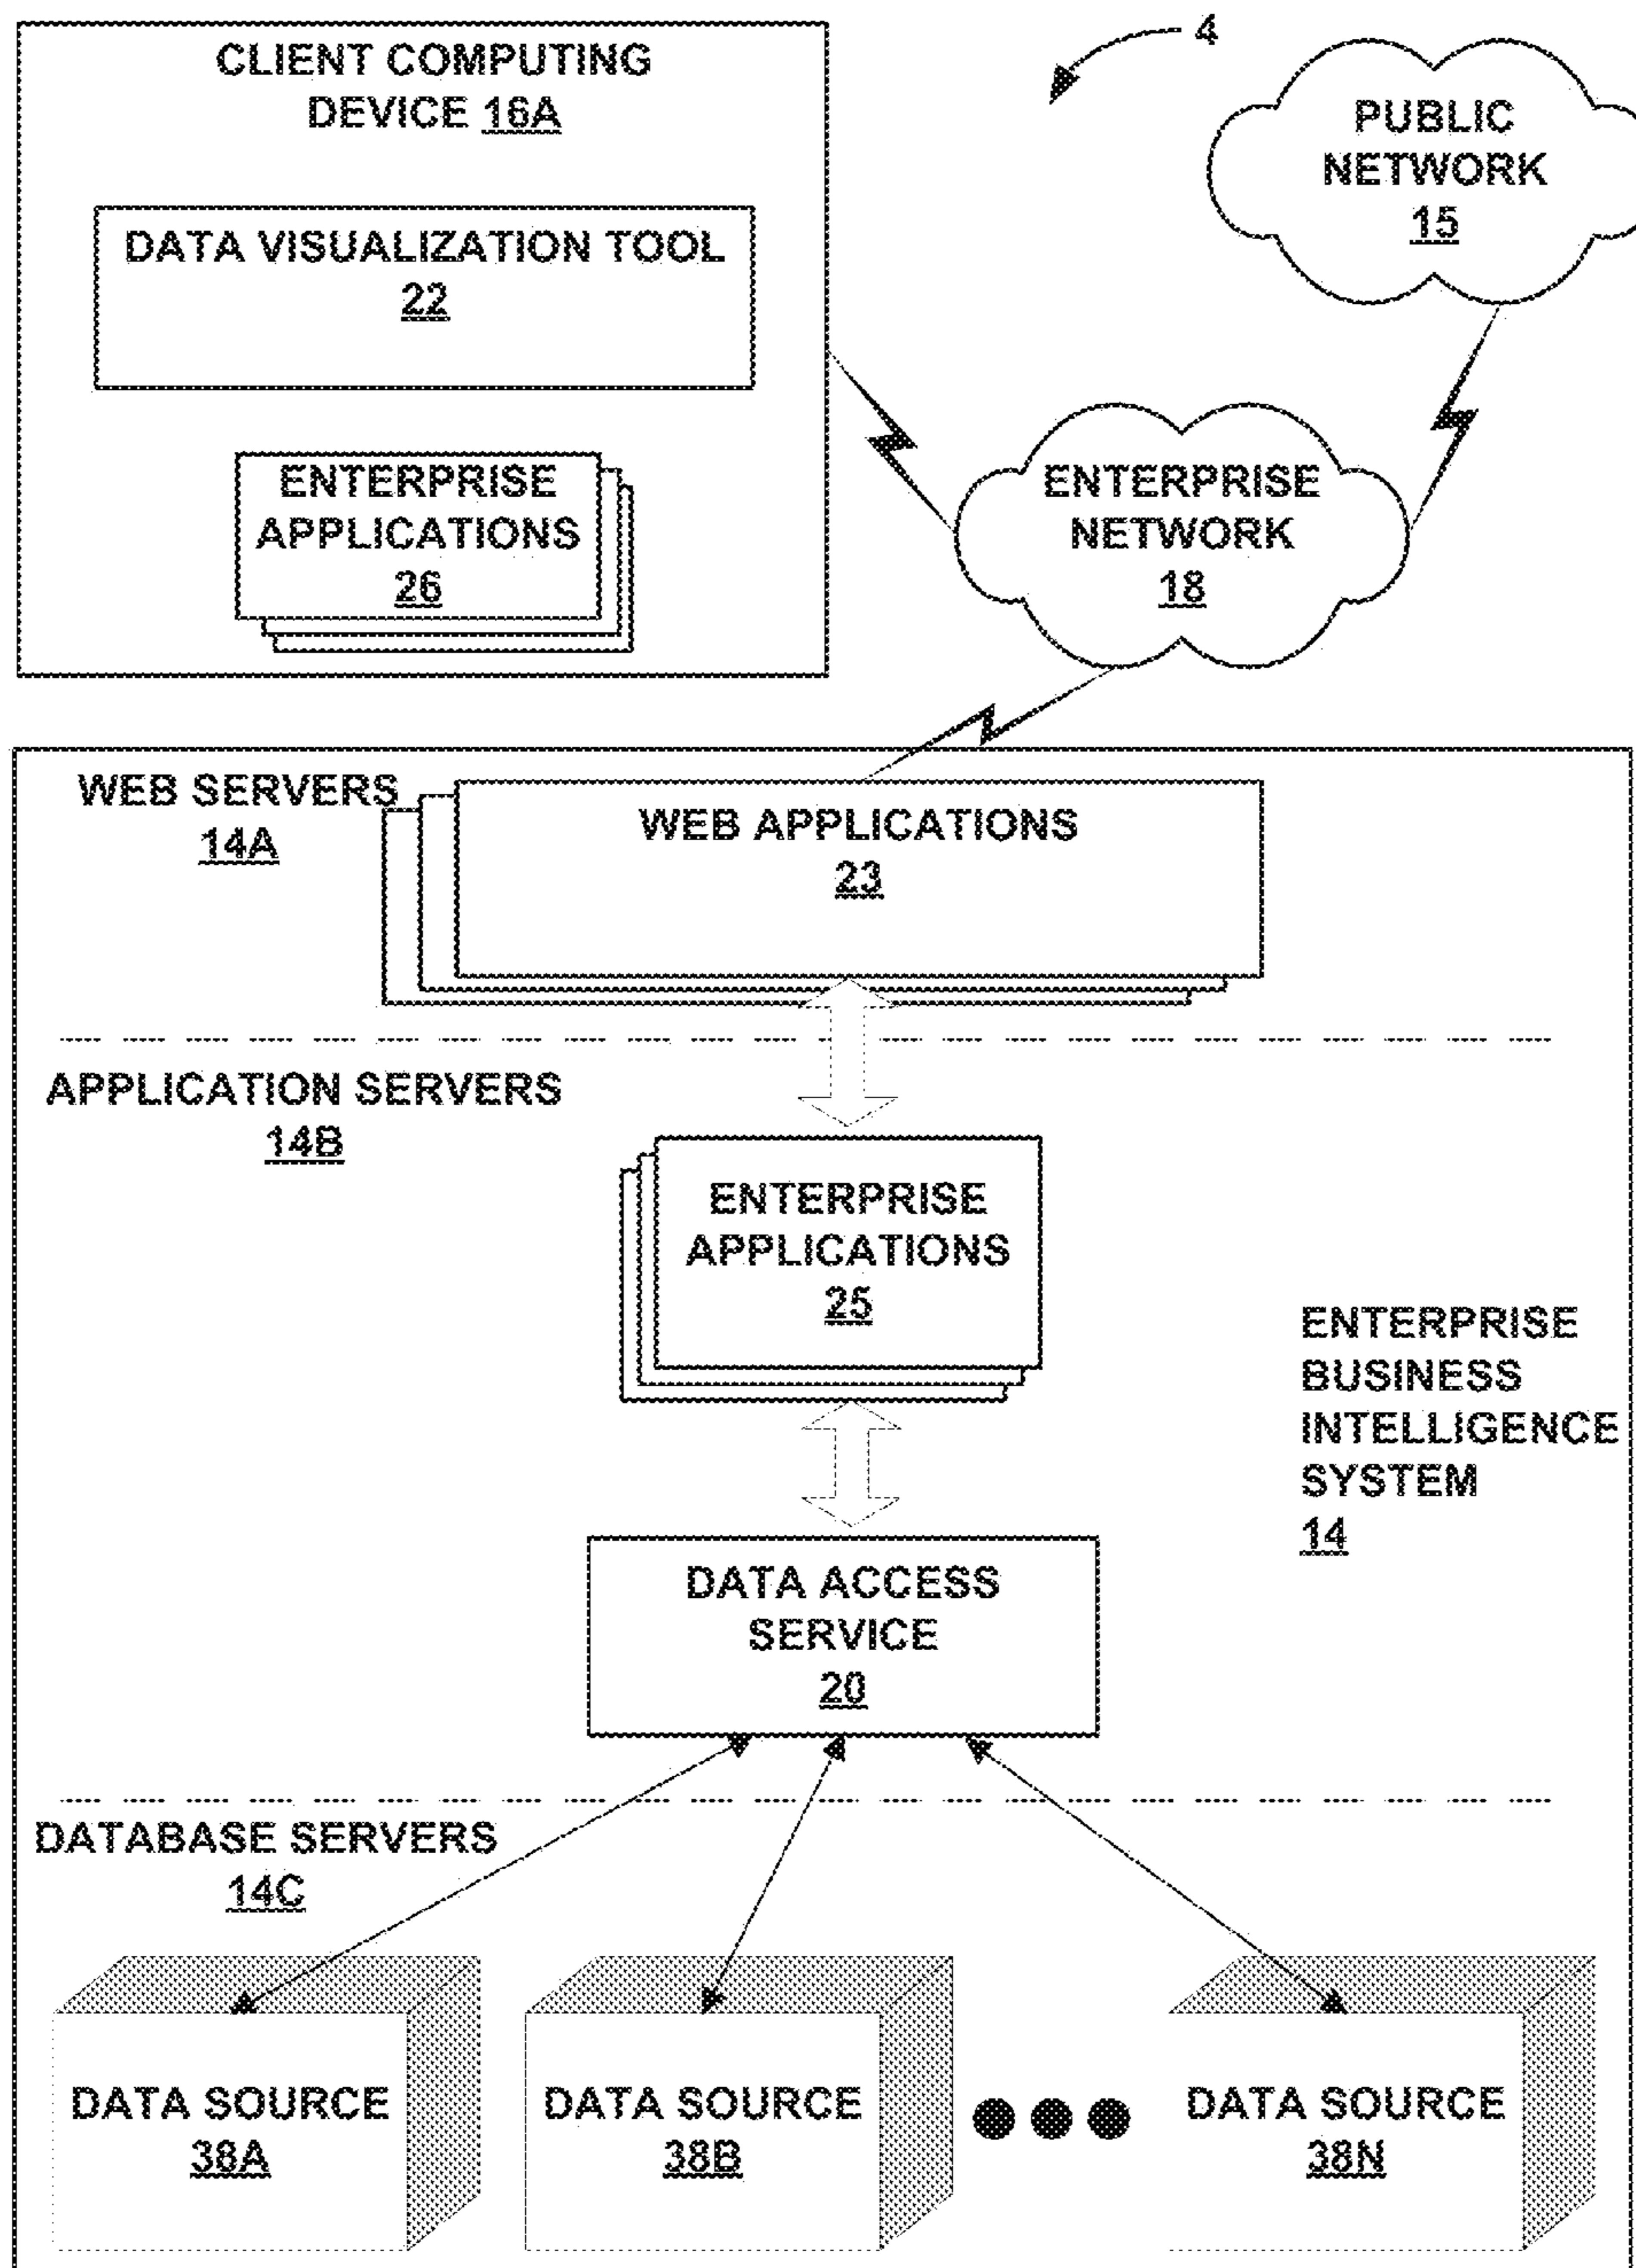 CLIENT COMPUTING
DEVICE 16A
DATA VISUALIZATION TOOL
22
ENTERPRISE
APPLICATIONS
26
4
PUBLIC
NETWORK
15
ENTERPRISE
NETWORK
18
WEB SERVERS
14A
WEB APPLICATIONS
23
APPLICATION SERVERS
14B
ENTERPRISE
APPLICATIONS
25
ENTERPRISE
BUSINESS
INTELLIGENCE
SYSTEM
14
DATA ACCESS
SERVICE
20
DATABASE SERVERS
14C
DATA SOURCE
38A
DATA SOURCE
38B
DATA SOURCE
38N